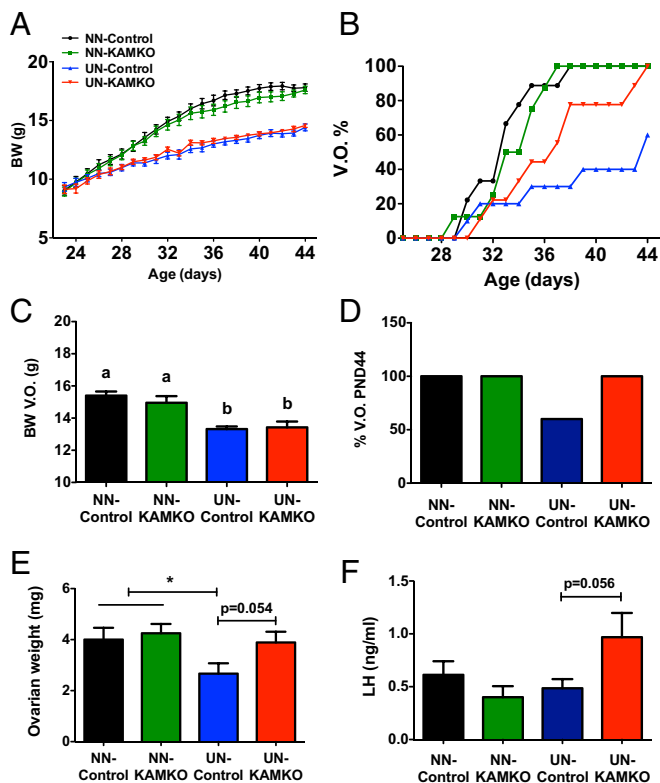 A
NN-Control
NN-KAMKO
UN-Control
UN-KAMKO
20
15
10
5
BW (g)
24 28 32 36 40 44
Age (days)
B
100
80
60
40
20
0
V.O. %
28 32 36 40 44
Age (days)
C
16
15
14
13
12
BW V.O. (g)
a a b b
NN-Control
NN-KAMKO
UN-Control
UN-KAMKO
D
100
50
0
% V.O. PND44
NN-Control
NN-KAMKO
UN-Control
UN-KAMKO
E
6
4
2
0
Ovarian weight (mg)
*
p=0.054
NN-Control
NN-KAMKO
UN-Control
UN-KAMKO
F
1.5
1.0
0.5
0.0
LH (ng/ml)
p=0.056
NN-Control
NN-KAMKO
UN-Control
UN-KAMKO